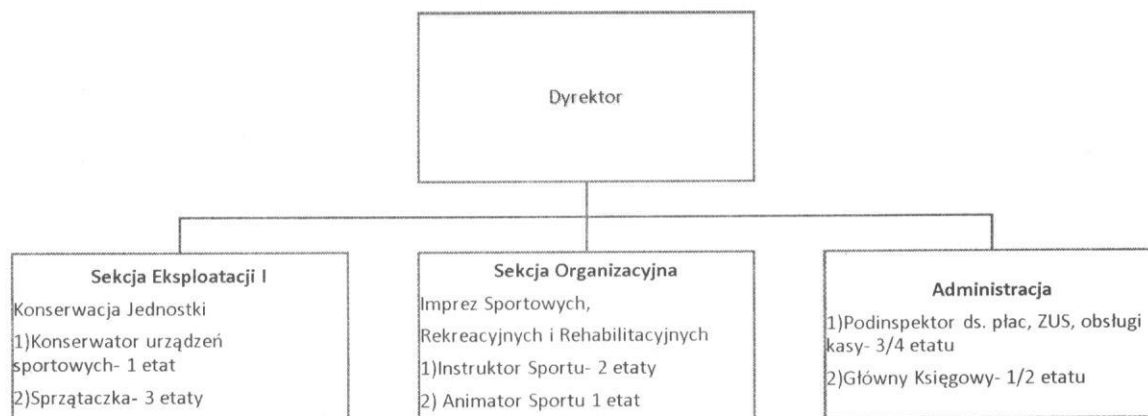 Dyrektor
Sekcja Eksploatacji I
Konserwacja Jednostki
1)Konserwator urządzeń
sportowych- 1 etat
2)Sprzątaczka- 3 etaty
Sekcja Organizacyjna
Imprez Sportowych,
Rekreacyjnych i Rehabilitacyjnych
1)Instruktor Sportu- 2 etaty
2) Animator Sportu 1 etat
Administracja
1)Podinspektor ds. płac, ZUS, obsługi
kasy- 3/4 etatu
2)Główny Księgowy- 1/2 etatu